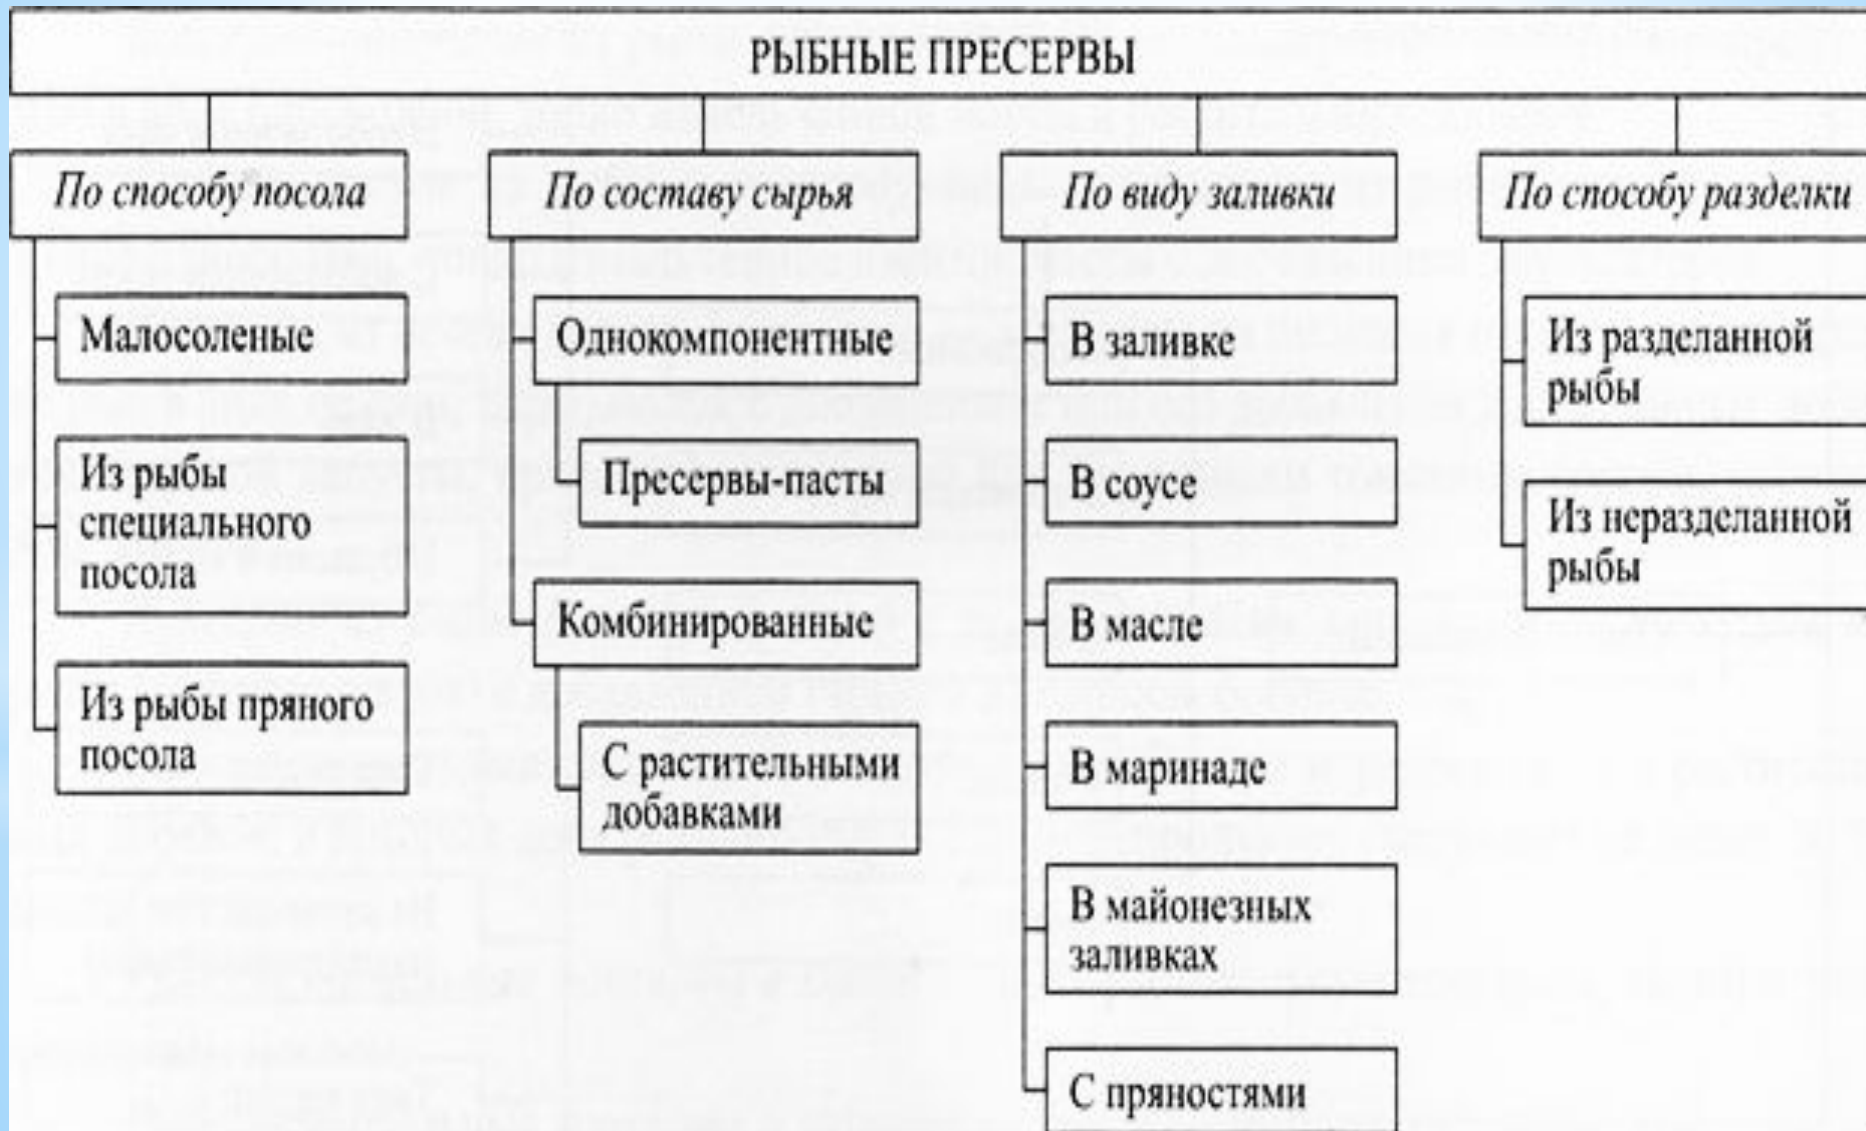 РЫБНЫЕ ПРЕСЕРВЫ
По способу посола
Малосоленые
Из рыбы
специального
посола
Из рыбы пряного
посола
По составу сырья
Однокомпонентные
Пресервы-пасты
Комбинированные
С растительными
добавками
По виду заливки
В заливке
В соусе
В масле
В маринаде
В майонезных
заливках
С пряностями
По способу разделки
Из разделанной
рыбы
Из неразделанной
рыбы